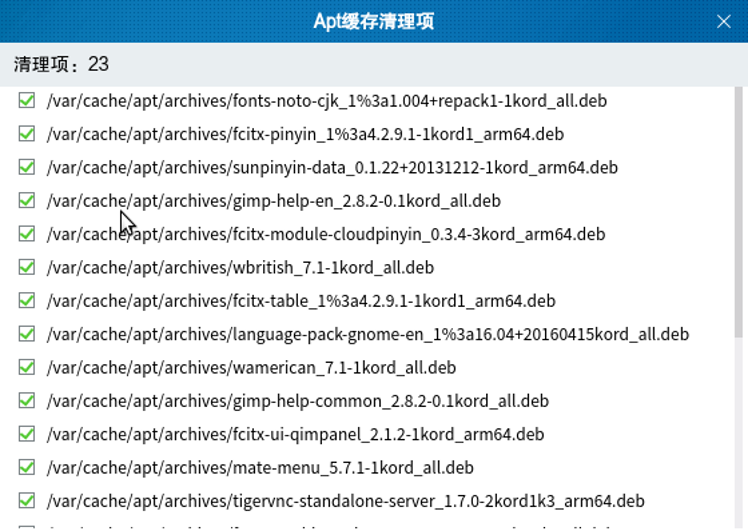 Apt缓存清理项
清理项：23
/var/cache/apt/archives/fonts-noto-cjk_1%3a1.004+repack1-1kord_all.deb
/var/cache/apt/archives/fcitx-pinyin_1%3a4.2.9.1-1kord1_arm64.deb
/var/cache/apt/archives/sunpinyin-data_0.1.22+20131212-1kord_arm64.deb
/var/cache/apt/archives/gimp-help-en_2.8.2-0.1kord_all.deb
/var/cache/apt/archives/fcitx-module-cloudpinyin_0.3.4-3kord_arm64.deb
/var/cache/apt/archives/wbritish_7.1-1kord_all.deb
/var/cache/apt/archives/fcitx-table_1%3a4.2.9.1-1kord1_arm64.deb
/var/cache/apt/archives/language-pack-gnome-en_1%3a16.04+20160415kord_all.deb
/var/cache/apt/archives/wamerican_7.1-1kord_all.deb
/var/cache/apt/archives/gimp-help-common_2.8.2-0.1kord_all.deb
/var/cache/apt/archives/fcitx-ui-qimpanel_2.1.2-1kord_arm64.deb
/var/cache/apt/archives/mate-menu_5.7.1-1kord_all.deb
/var/cache/apt/archives/tigervnc-standalone-server_1.7.0-2kord1k3_arm64.deb